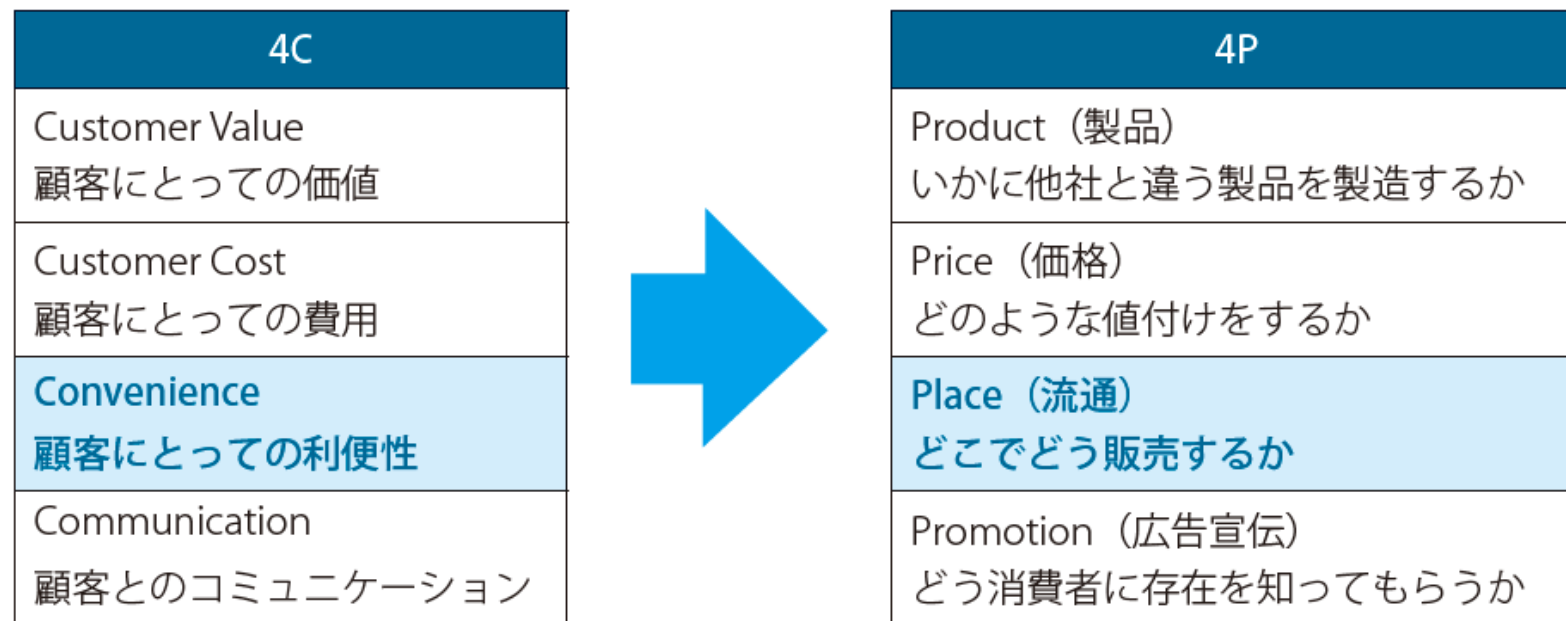 4C
Customer Value
顧客にとっての価値
Customer Cost
顧客にとっての費用
Convenience
顧客にとっての利便性
Communication
顧客とのコミュニケーション
4P
Product（製品）
いかに他社と違う製品を製造するか
Price（価格）
どのような値付けをするか
Place（流通）
どこでどう販売するか
Promotion（広告宣伝）
どう消費者に存在を知ってもらうか